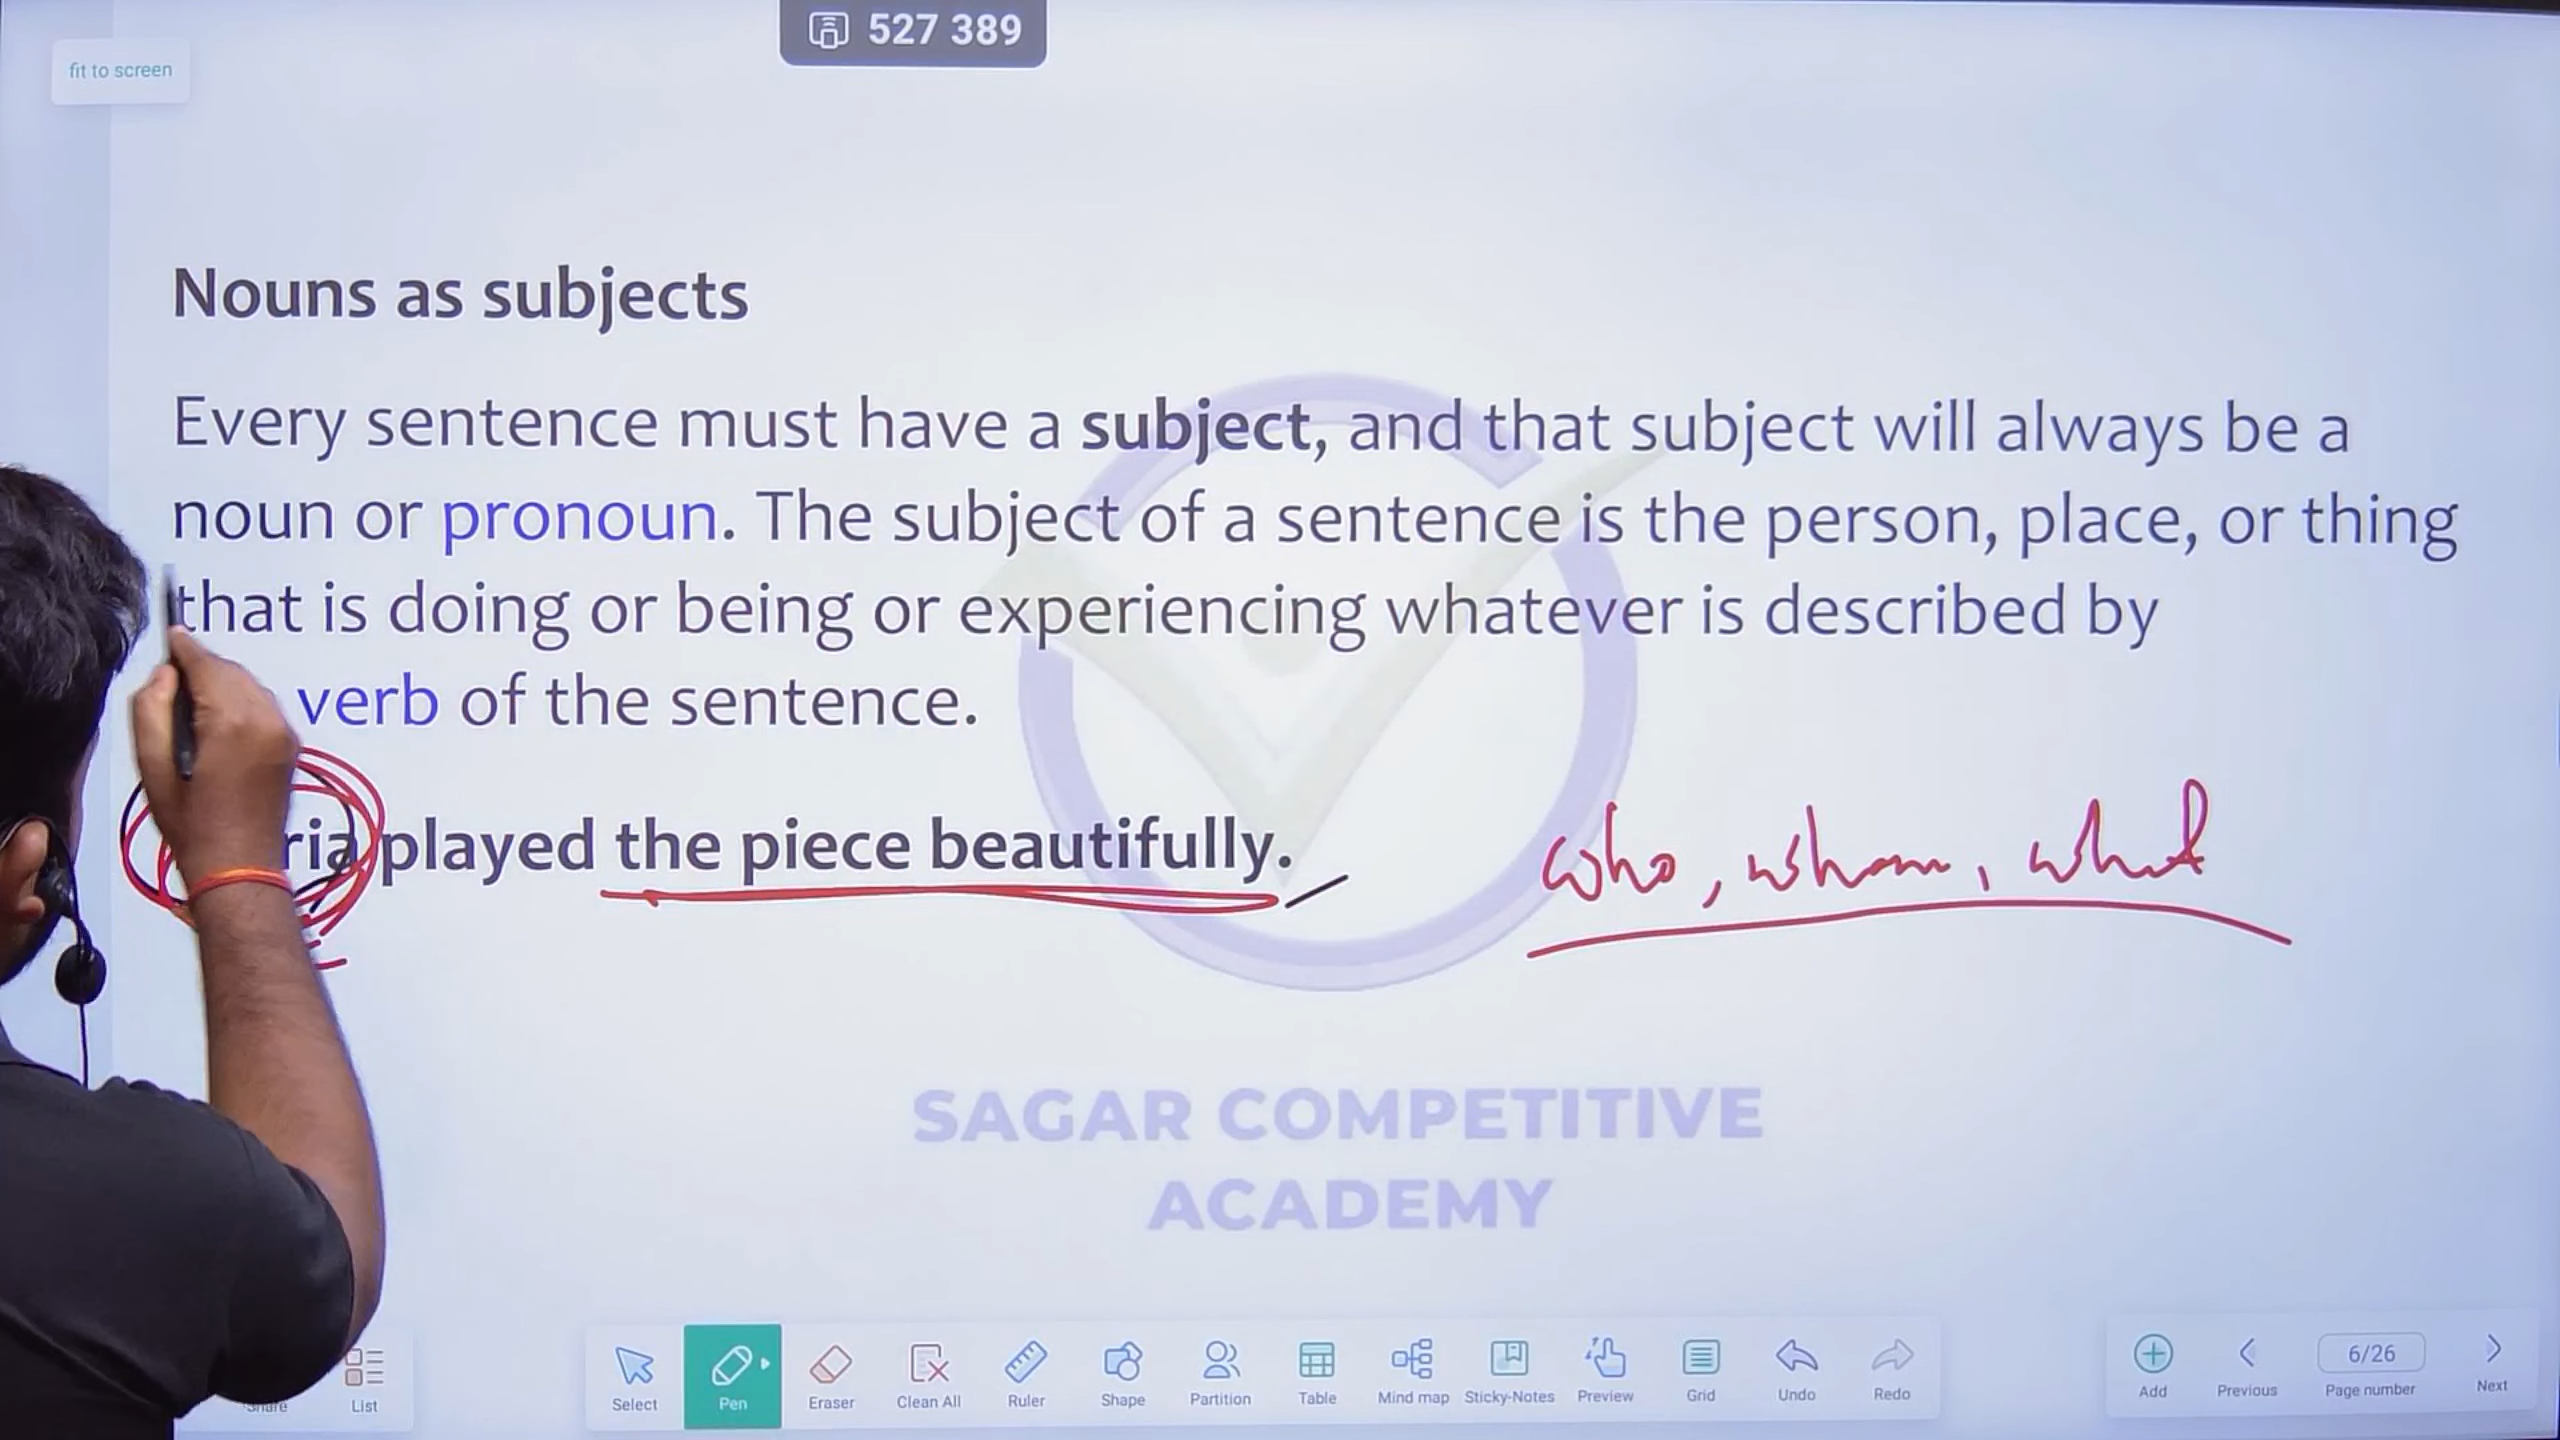 527 389
fit to screen
Nouns as subjects
Every sentence must have a subject, and that subject will always be a
noun or pronoun. The subject of a sentence is the person, place, or thing
that is doing or being or experiencing whatever is described by
verb of the sentence.
played the piece beautifully.
who, whom, what
SAGAR COMPETITIVE
ACADEMY
Share List Select Pen Eraser Clean All Ruler Shape Partition Table Mind map Sticky-Notes Preview Grid Undo Redo Add Previous 6/26 Page number Next